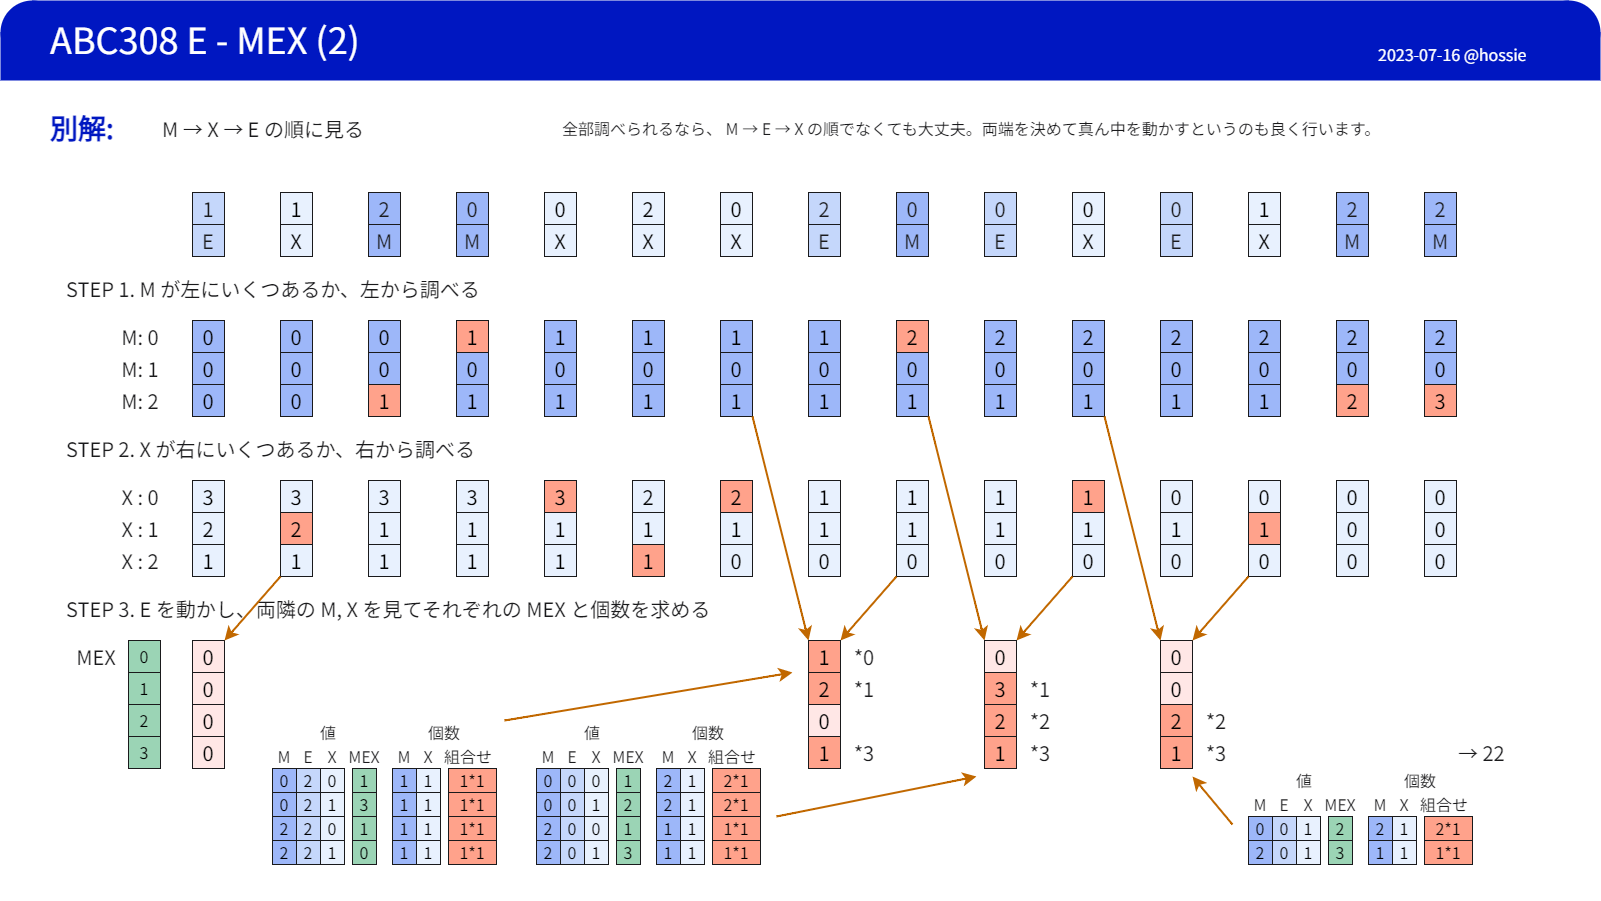 ABC308 E - MEX (2)
2023-07-16 @hossie
別解: M → X → E の順に見る 全部調べられるなら、 M → E → X の順でなくても大丈夫。両端を決めて真ん中を動かすというのも良く行います。
1 1 2 0 0 2 0 2 0 0 0 0 1 2 2
E X M M X X X E M E X E X M M
STEP 1. M が左にいくつあるか、左から調べる
M: 0 0 0 0 1 1 1 1 1 2 2 2 2 2 2 2
M: 1 0 0 0 0 0 0 0 0 0 0 0 0 0 0 0
M: 2 0 0 1 1 1 1 1 1 1 1 1 1 1 2 3
STEP 2. X が右にいくつあるか、右から調べる
X : 0 3 3 3 3 3 2 2 1 1 1 1 0 0 0 0
X : 1 2 2 1 1 1 1 1 1 1 1 1 1 1 0 0
X : 2 1 1 1 1 1 1 0 0 0 0 0 0 0 0 0
STEP 3. E を動かし、両隣の M, X を見てそれぞれの MEX と個数を求める
MEX 0 0 1 *0 0 0
1 0 2 *1 3 *1 0
2 0 0 2 *2 2 *2
3 0 1 *3 1 *3 1 *3 → 22
値 個数
M E X MEX M X 組合せ
0 2 0 1 1 1 1*1
0 2 1 3 1 1 1*1
2 2 0 1 1 1 1*1
2 2 1 0 1 1 1*1
値 個数
M E X MEX M X 組合せ
0 0 0 1 2 1 2*1
0 0 1 2 2 1 2*1
2 0 0 1 1 1 1*1
2 0 1 3 1 1 1*1
値 個数
M E X MEX M X 組合せ
0 0 1 2 2 1 2*1
2 0 1 3 1 1 1*1